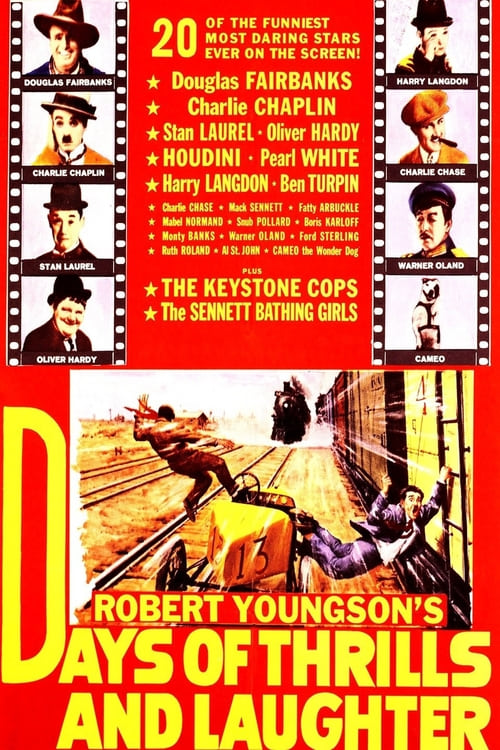 20 OF THE FUNNIEST
MOST DARING STARS
EVER ON THE SCREEN!
★ Douglas FAIRBANKS
★ Charlie CHAPLIN
★ Stan LAUREL · Oliver HARDY
★ HOUDINI · Pearl WHITE
★ Harry LANGDON · Ben TURPIN
★ Charlie CHASE ★ Mack SENNETT ★ Fatty ARBUCKLE
★ Mabel NORMAND ★ Snub POLLARD ★ Boris KARLOFF
★ Monty BANKS ★ Warner OLAND ★ Ford STERLING
★ Ruth ROLAND ★ Al St. JOHN ★ CAMEO the Wonder Dog
PLUS
★ THE KEYSTONE COPS
★ The SENNETT BATHING GIRLS
DOUGLAS FAIRBANKS
CHARLIE CHAPLIN
STAN LAUREL
OLIVER HARDY
HARRY LANGDON
CHARLIE CHASE
WARNER OLAND
CAMEO
4
13
ROBERT YOUNGSON'S
DAYS OF THRILLS
AND LAUGHTER